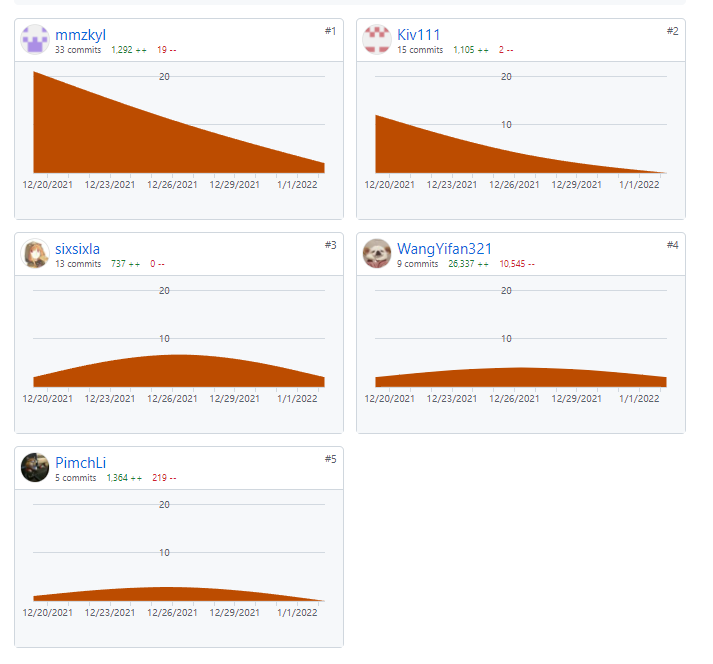 mmzkyl #1
33 commits 1,292 ++ 19 --
20
12/20/2021 12/23/2021 12/26/2021 12/29/2021 1/1/2022
Kiv111 #2
15 commits 1,105 ++ 2 --
20
10
12/20/2021 12/23/2021 12/26/2021 12/29/2021 1/1/2022
sixsixla #3
13 commits 737 ++ 0 --
20
10
12/20/2021 12/23/2021 12/26/2021 12/29/2021 1/1/2022
WangYifan321 #4
9 commits 26,337 ++ 10,545 --
20
10
12/20/2021 12/23/2021 12/26/2021 12/29/2021 1/1/2022
PimchLi #5
5 commits 1,364 ++ 219 --
20
10
12/20/2021 12/23/2021 12/26/2021 12/29/2021 1/1/2022